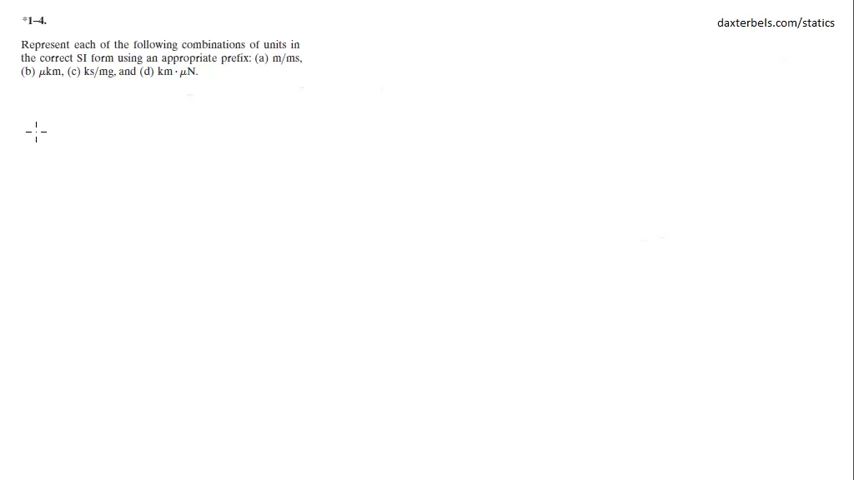 *1–4.
daxterbels.com/statics
Represent each of the following combinations of units in
the correct SI form using an appropriate prefix: (a) m/ms,
(b) μkm, (c) ks/mg, and (d) km · μN.